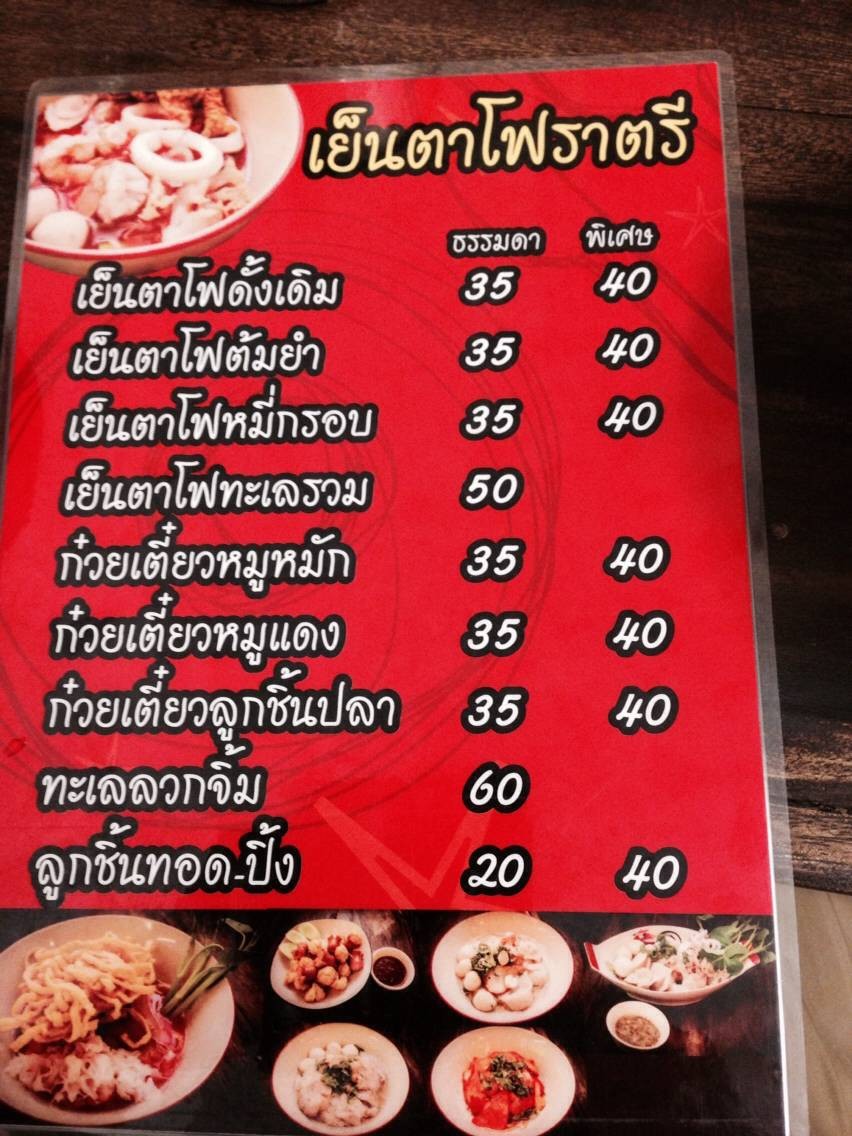 เย็นตาโฟราตรี
ธรรมดา พิเศษ
เย็นตาโฟดั้งเดิม 35 40
เย็นตาโฟต้มยำ 35 40
เย็นตาโฟหมี่กรอบ 35 40
เย็นตาโฟทะเลรวม 50
ก๋วยเตี๋ยวหมูหมัก 35 40
ก๋วยเตี๋ยวหมูแดง 35 40
ก๋วยเตี๋ยวลูกชิ้นปลา 35 40
ทะเลลวกจิ้ม 60
ลูกชิ้นทอด-ปิ้ง 20 40